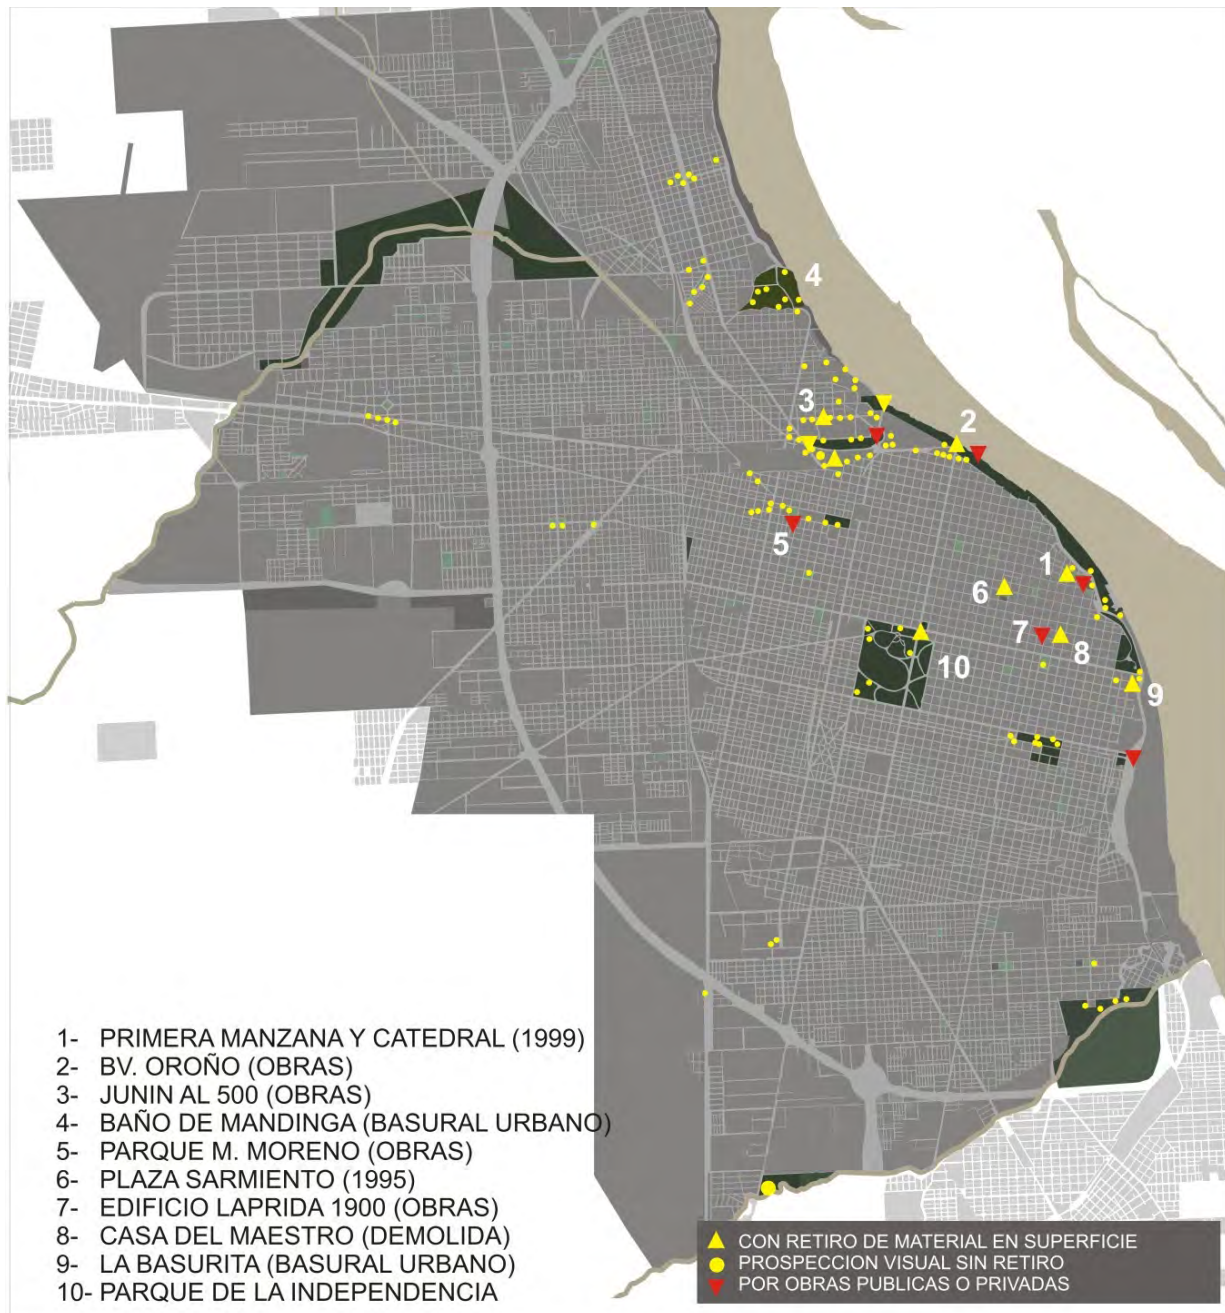 4
3
2
5
1
6
7
8
10
9
1- PRIMERA MANZANA Y CATEDRAL (1999)
2- BV. OROÑO (OBRAS)
3- JUNIN AL 500 (OBRAS)
4- BAÑO DE MANDINGA (BASURAL URBANO)
5- PARQUE M. MORENO (OBRAS)
6- PLAZA SARMIENTO (1995)
7- EDIFICIO LAPRIDA 1900 (OBRAS)
8- CASA DEL MAESTRO (DEMOLIDA)
9- LA BASURITA (BASURAL URBANO)
10- PARQUE DE LA INDEPENDENCIA
CON RETIRO DE MATERIAL EN SUPERFICIE
PROSPECCION VISUAL SIN RETIRO
POR OBRAS PUBLICAS O PRIVADAS